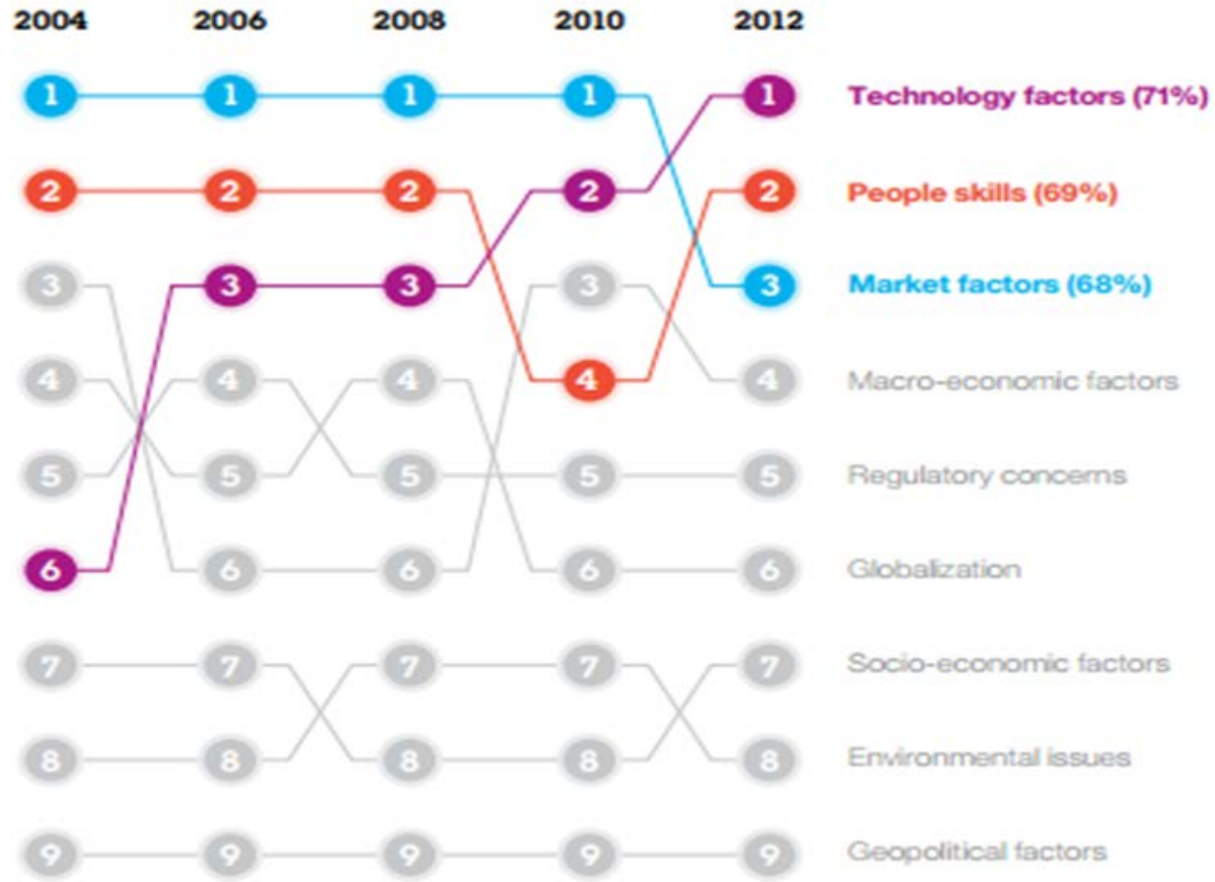 2004 2006 2008 2010 2012
1 1 1 1 1 Technology factors (71%)
2 2 2 2 2 People skills (69%)
3 3 3 3 3 Market factors (68%)
4 4 4 4 4 Macro-economic factors
5 5 5 5 5 Regulatory concerns
6 6 6 6 6 Globalization
7 7 7 7 7 Socio-economic factors
8 8 8 8 8 Environmental issues
9 9 9 9 9 Geopolitical factors